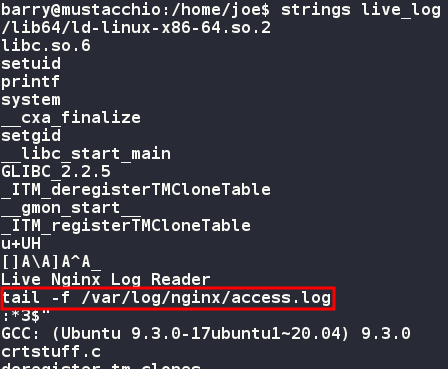 barry@mustacchio:/home/joe$ strings live_log
/lib64/ld-linux-x86-64.so.2
libc.so.6
setuid
printf
system
__cxa_finalize
setgid
__libc_start_main
GLIBC_2.2.5
_ITM_deregisterTMCloneTable
__gmon_start__
_ITM_registerTMCloneTable
u+UH
[]A\A]A^A_
Live Nginx Log Reader
tail -f /var/log/nginx/access.log
:*3$"
GCC: (Ubuntu 9.3.0-17ubuntu1~20.04) 9.3.0
crtstuff.c
deregister_tm_clones